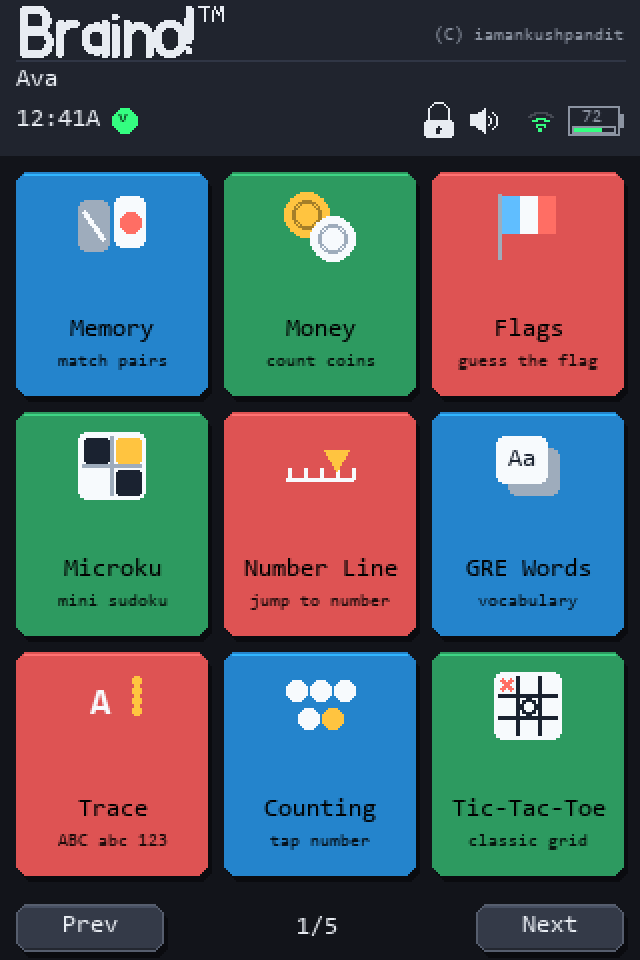 Braino!™
(C) iamankushpandit
Ava
12:41A V
72
Memory
match pairs
Money
count coins
Flags
guess the flag
Microku
mini sudoku
Number Line
jump to number
Aa
GRE Words
vocabulary
A
Trace
ABC abc 123
Counting
tap number
Tic-Tac-Toe
classic grid
Prev
1/5
Next